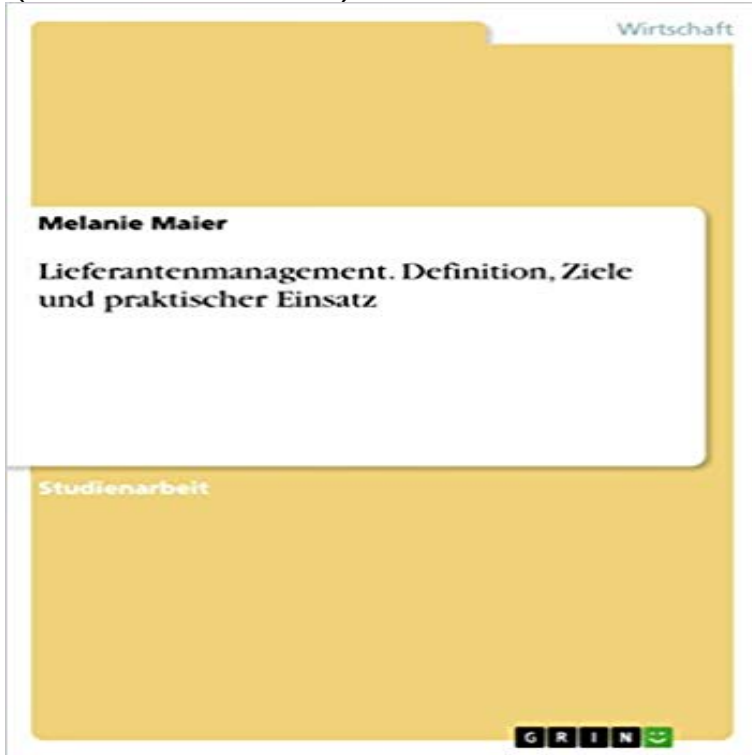 Wirtschaft
Melanie Maier
Lieferantenmanagement. Definition, Ziele
und praktischer Einsatz
Studienarbeit
GRIN